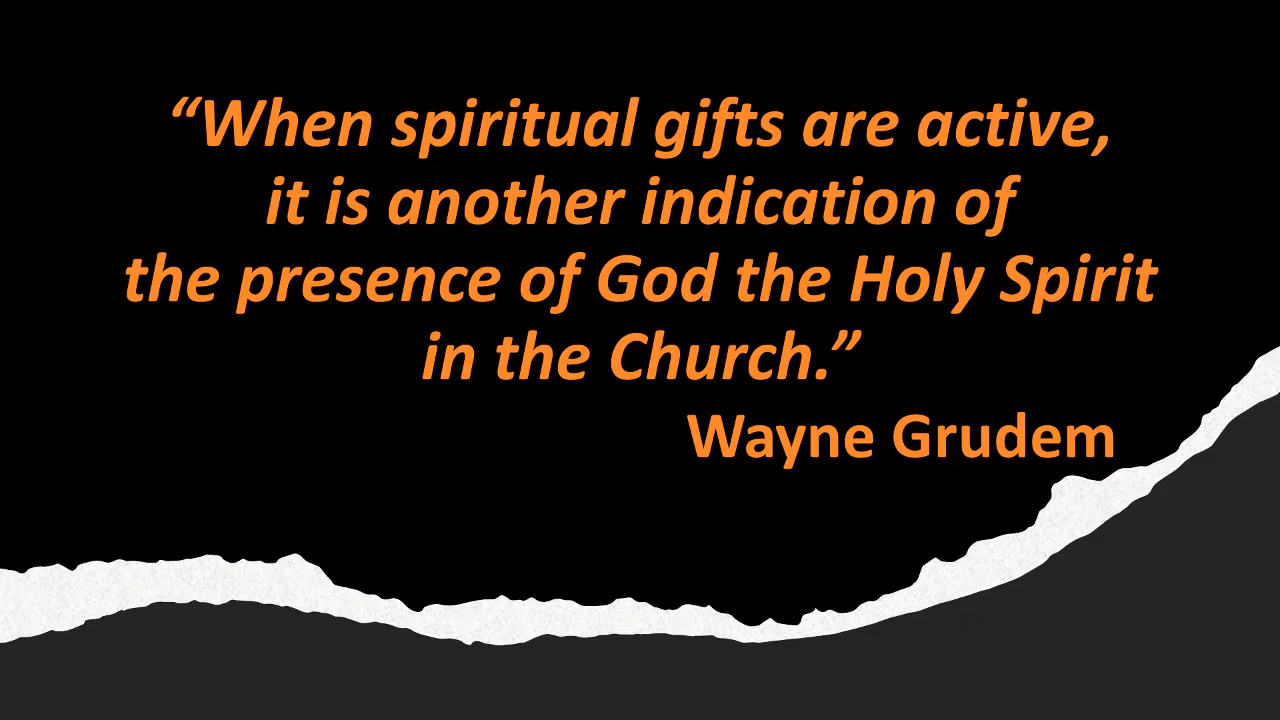 “When spiritual gifts are active,
it is another indication of
the presence of God the Holy Spirit
in the Church.”
Wayne Grudem